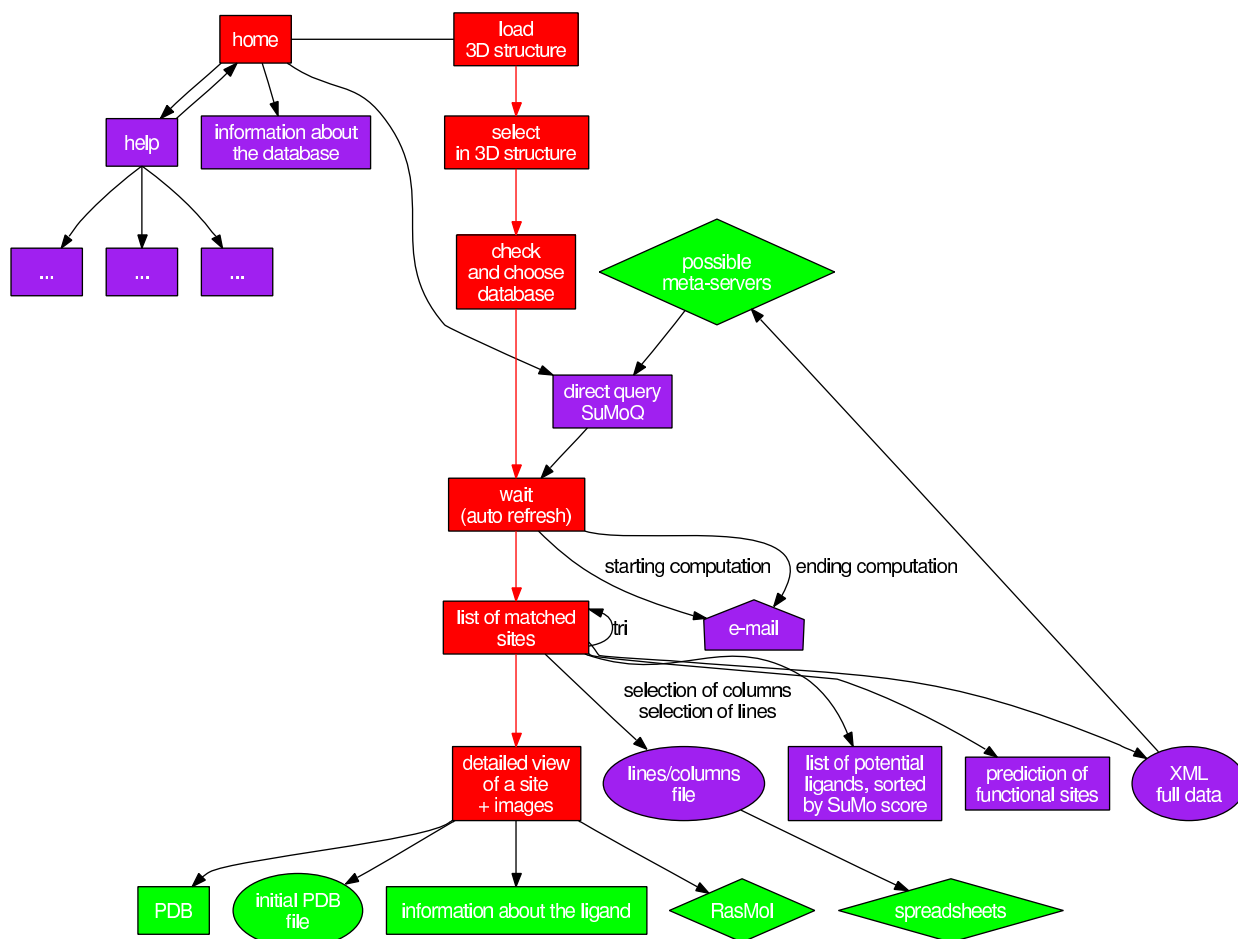 home
load
3D structure
help
information about
the database
select
in 3D structure
...
...
...
check
and choose
database
possible
meta-servers
direct query
SuMoQ
wait
(auto refresh)
starting computation
ending computation
list of matched
sites
tri
e-mail
selection of columns
selection of lines
detailed view
of a site
+ images
lines/columns
file
list of potential
ligands, sorted
by SuMo score
prediction of
functional sites
XML
full data
PDB
initial PDB
file
information about the ligand
RasMol
spreadsheets